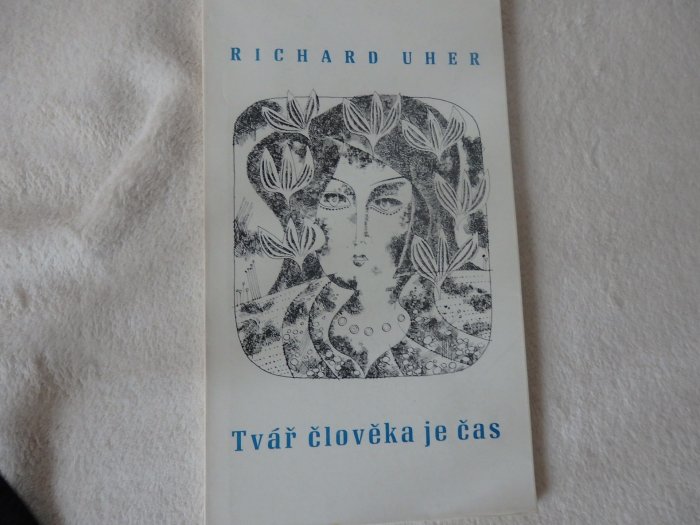 RICHARD UHER
Tvář člověka je čas